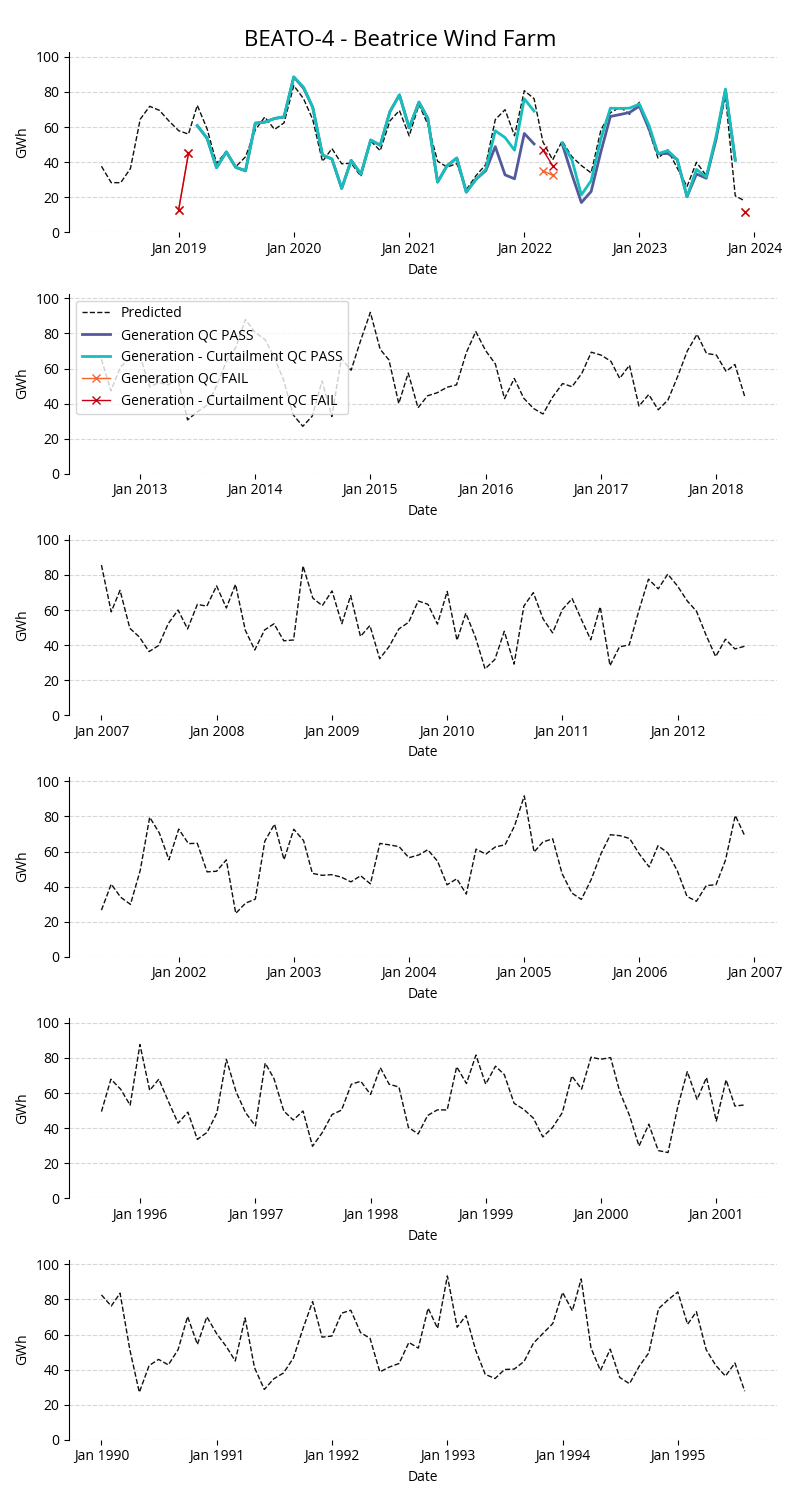 BEATO-4 - Beatrice Wind Farm
100
80
60
40
20
0
GWh
Jan 2019 Jan 2020 Jan 2021 Jan 2022 Jan 2023 Jan 2024
Date
100
80
60
40
20
0
GWh
Predicted
Generation QC PASS
Generation - Curtailment QC PASS
Generation QC FAIL
Generation - Curtailment QC FAIL
Jan 2013 Jan 2014 Jan 2015 Jan 2016 Jan 2017 Jan 2018
Date
100
80
60
40
20
0
GWh
Jan 2007 Jan 2008 Jan 2009 Jan 2010 Jan 2011 Jan 2012
Date
100
80
60
40
20
0
GWh
Jan 2002 Jan 2003 Jan 2004 Jan 2005 Jan 2006 Jan 2007
Date
100
80
60
40
20
0
GWh
Jan 1996 Jan 1997 Jan 1998 Jan 1999 Jan 2000 Jan 2001
Date
100
80
60
40
20
0
GWh
Jan 1990 Jan 1991 Jan 1992 Jan 1993 Jan 1994 Jan 1995
Date